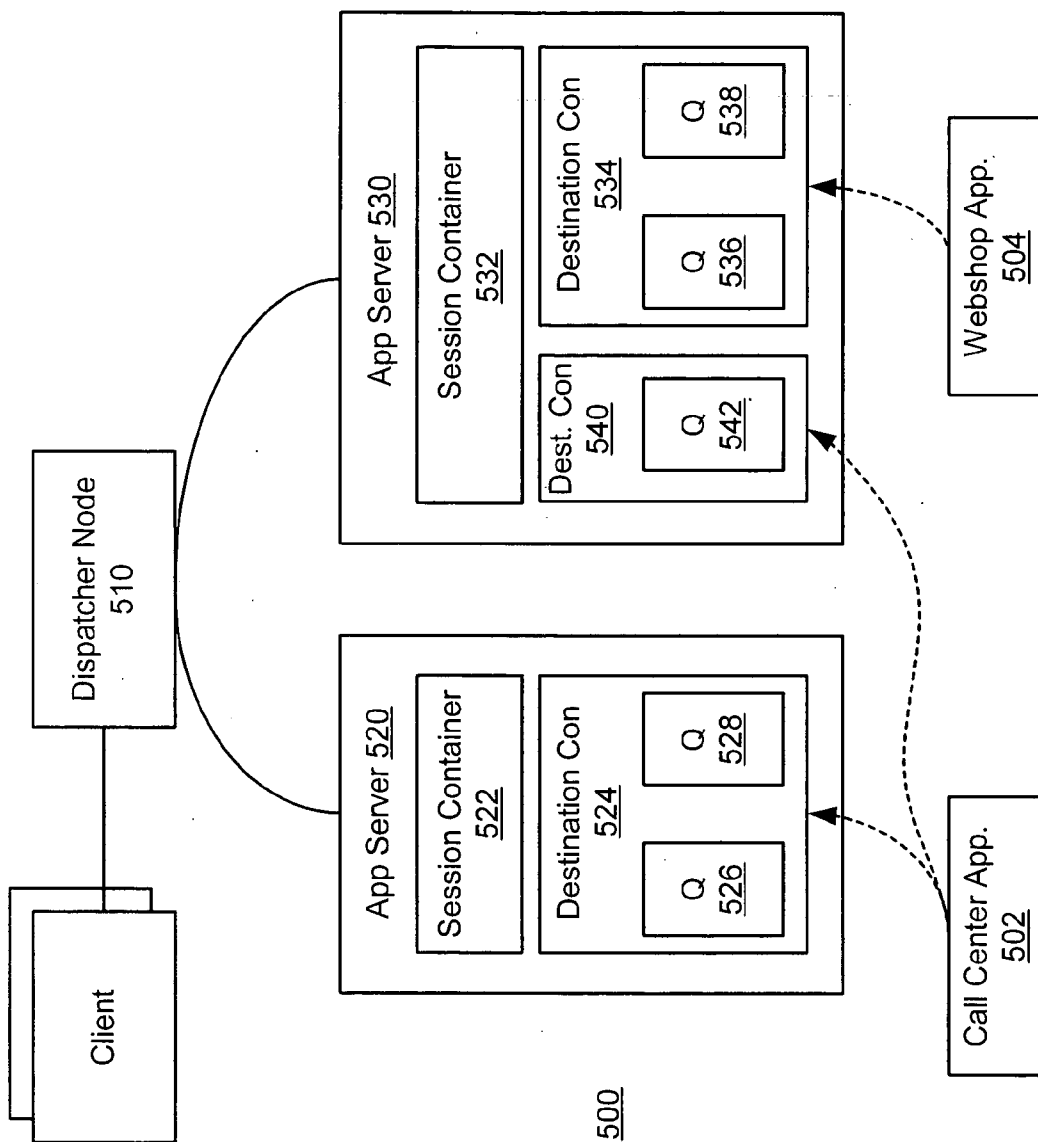 Client
Dispatcher Node
510
500
App Server 520
Session Container
522
Destination Con
524
Q
526
Q
528
App Server 530
Session Container
532
Dest. Con
540
Q
542
Destination Con
534
Q
536
Q
538
Call Center App.
502
Webshop App.
504